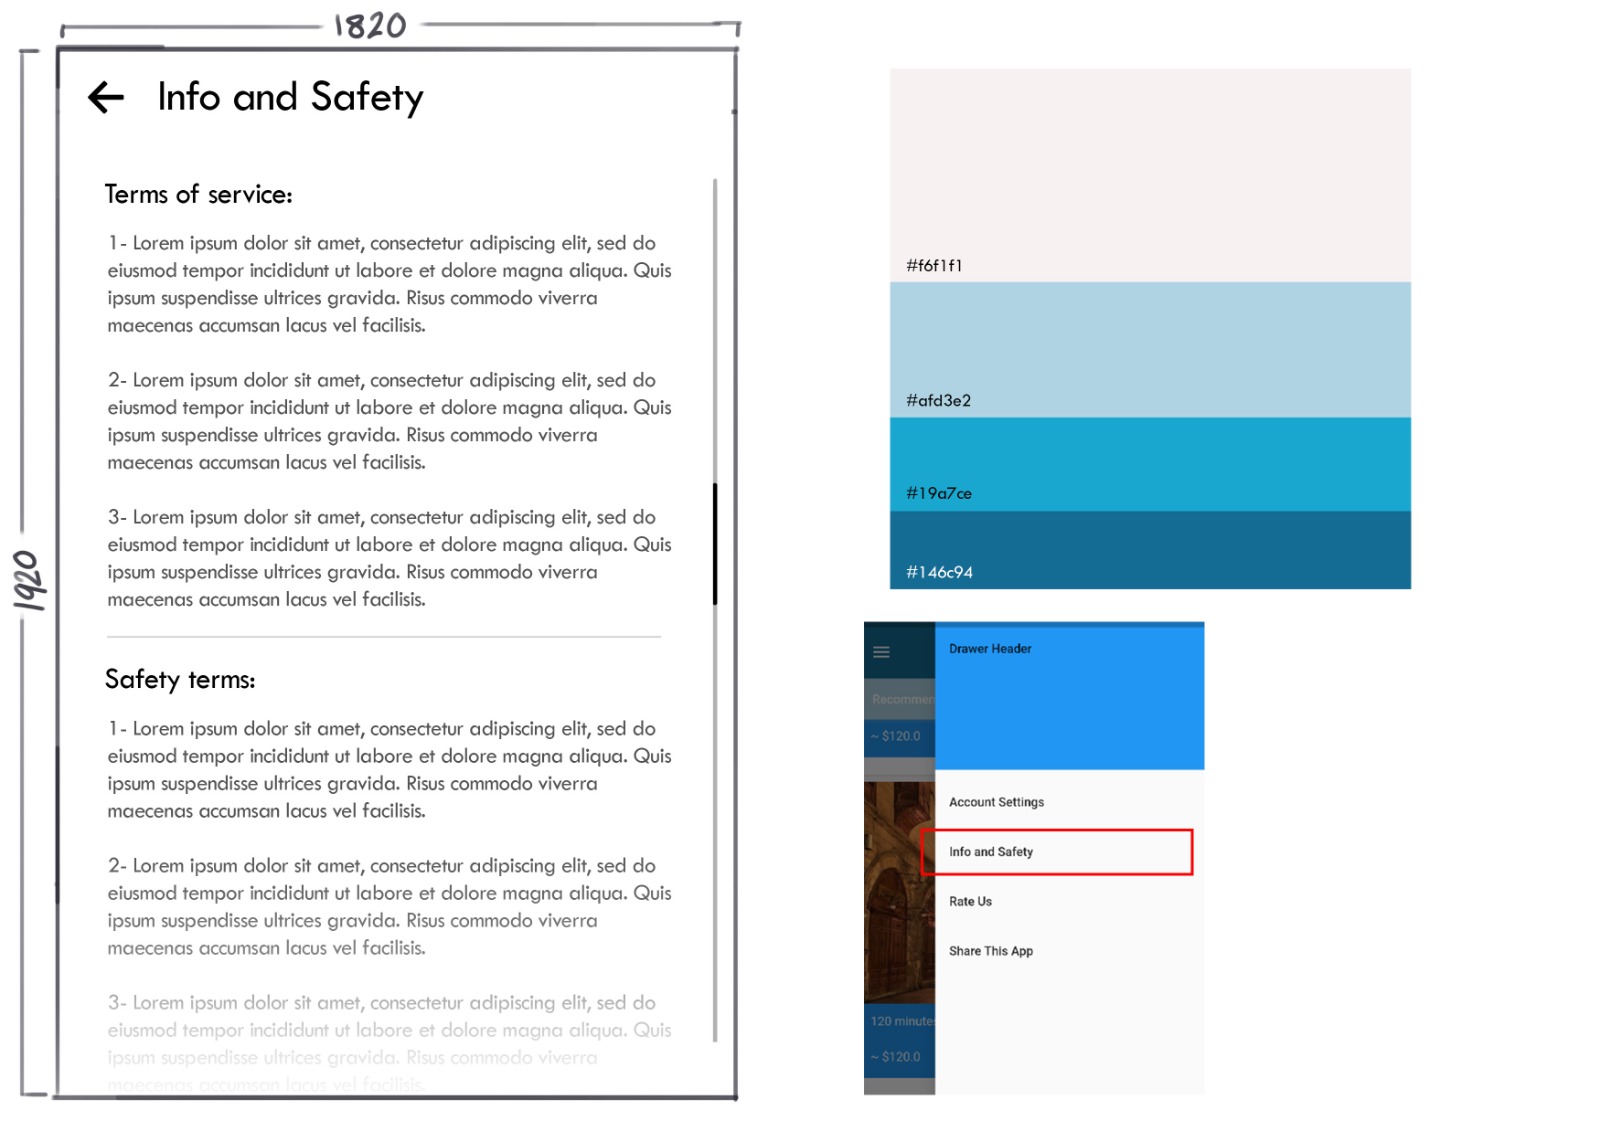 1820
1920
Info and Safety
Terms of service:
1- Lorem ipsum dolor sit amet, consectetur adipiscing elit, sed do
eiusmod tempor incididunt ut labore et dolore magna aliqua. Quis
ipsum suspendisse ultrices gravida. Risus commodo viverra
maecenas accumsan lacus vel facilisis.
2- Lorem ipsum dolor sit amet, consectetur adipiscing elit, sed do
eiusmod tempor incididunt ut labore et dolore magna aliqua. Quis
ipsum suspendisse ultrices gravida. Risus commodo viverra
maecenas accumsan lacus vel facilisis.
3- Lorem ipsum dolor sit amet, consectetur adipiscing elit, sed do
eiusmod tempor incididunt ut labore et dolore magna aliqua. Quis
ipsum suspendisse ultrices gravida. Risus commodo viverra
maecenas accumsan lacus vel facilisis.
Safety terms:
1- Lorem ipsum dolor sit amet, consectetur adipiscing elit, sed do
eiusmod tempor incididunt ut labore et dolore magna aliqua. Quis
ipsum suspendisse ultrices gravida. Risus commodo viverra
maecenas accumsan lacus vel facilisis.
2- Lorem ipsum dolor sit amet, consectetur adipiscing elit, sed do
eiusmod tempor incididunt ut labore et dolore magna aliqua. Quis
ipsum suspendisse ultrices gravida. Risus commodo viverra
maecenas accumsan lacus vel facilisis.
3- Lorem ipsum dolor sit amet, consectetur adipiscing elit, sed do
eiusmod tempor incididunt ut labore et dolore magna aliqua. Quis
ipsum suspendisse ultrices gravida. Risus commodo viverra
maecenas accumsan lacus vel facilisis.
#f6f1f1
#afd3e2
#19a7ce
#146c94
Drawer Header
Recommen
~ $120.0
Account Settings
Info and Safety
Rate Us
Share This App
120 minute
~ $120.0